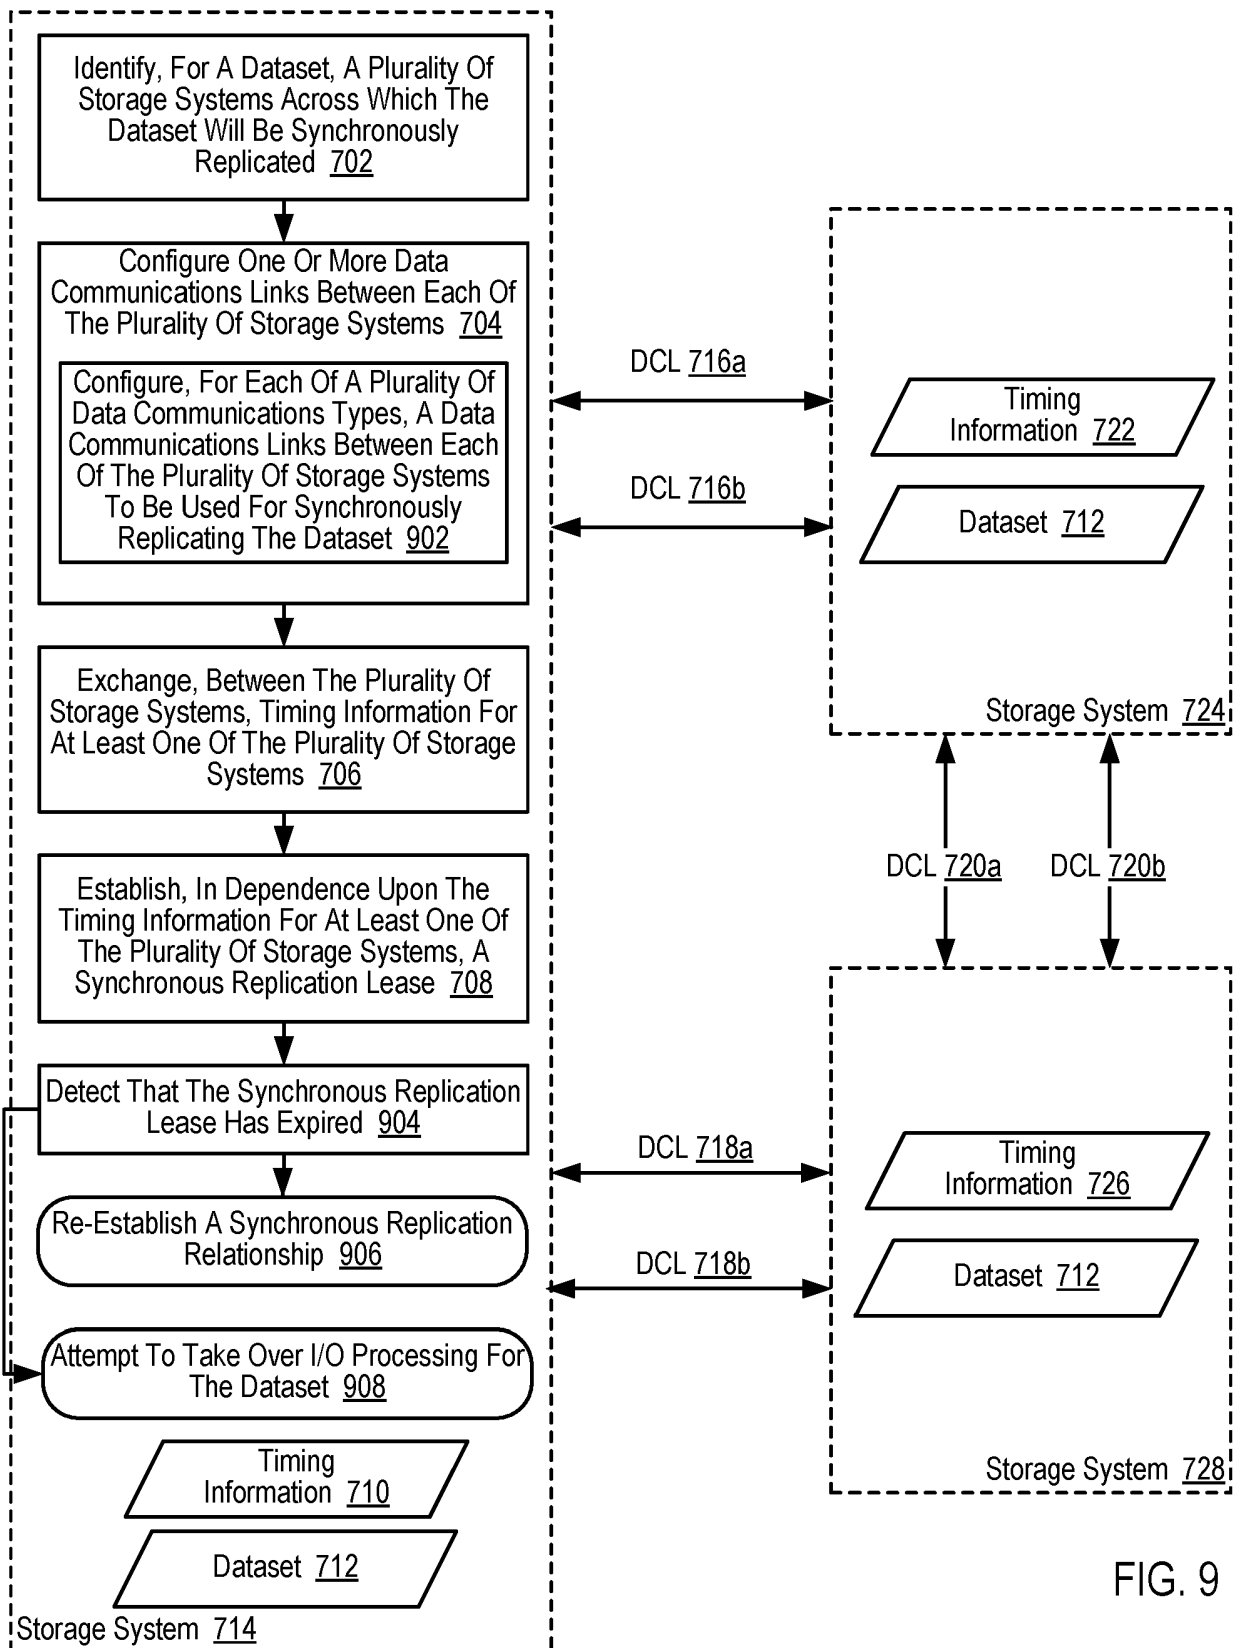 Identify, For A Dataset, A Plurality Of
Storage Systems Across Which The
Dataset Will Be Synchronously
Replicated 702
Configure One Or More Data
Communications Links Between Each Of
The Plurality Of Storage Systems 704
Configure, For Each Of A Plurality Of
Data Communications Types, A Data
Communications Links Between Each
Of The Plurality Of Storage Systems
To Be Used For Synchronously
Replicating The Dataset 902
Exchange, Between The Plurality Of
Storage Systems, Timing Information For
At Least One Of The Plurality Of Storage
Systems 706
Establish, In Dependence Upon The
Timing Information For At Least One Of
The Plurality Of Storage Systems, A
Synchronous Replication Lease 708
Detect That The Synchronous Replication
Lease Has Expired 904
Re-Establish A Synchronous Replication
Relationship 906
Attempt To Take Over I/O Processing For
The Dataset 908
Timing
Information 710
Dataset 712
Storage System 714
DCL 716a
DCL 716b
Timing
Information 722
Dataset 712
Storage System 724
DCL 720a
DCL 720b
DCL 718a
DCL 718b
Timing
Information 726
Dataset 712
Storage System 728
FIG. 9